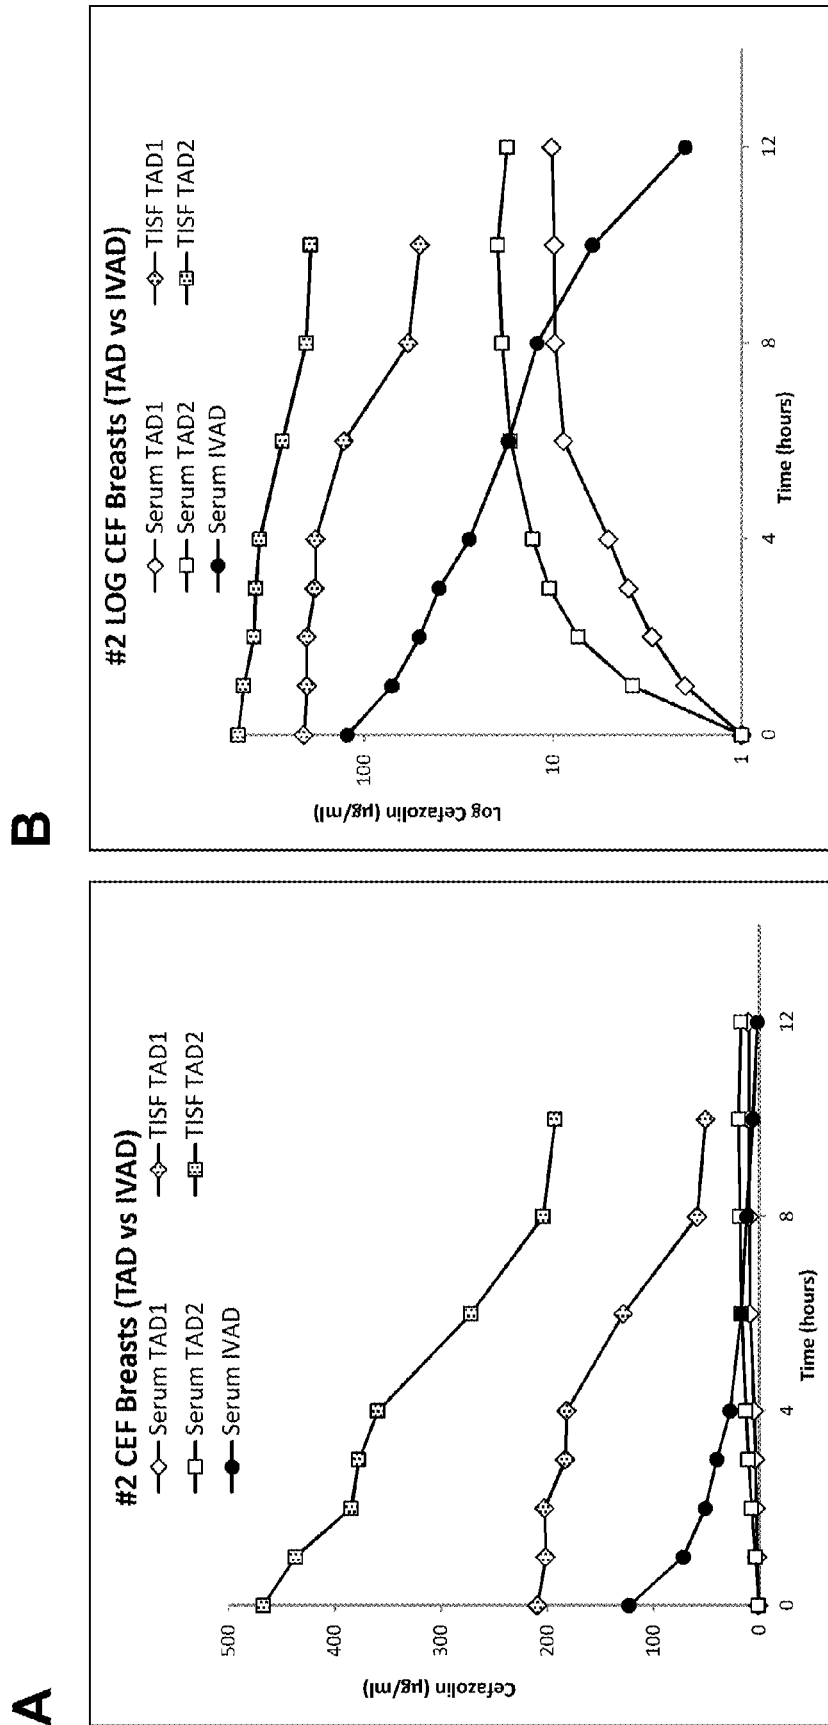 A
#2 CEF Breasts (TAD vs IVAD)
Serum TAD1
TISF TAD1
Serum TAD2
TISF TAD2
Serum IVAD
500
400
300
200
100
0
Cefazolin (µg/ml)
0
4
8
12
Time (hours)
B
#2 LOG CEF Breasts (TAD vs IVAD)
Serum TAD1
TISF TAD1
Serum TAD2
TISF TAD2
Serum IVAD
100
10
1
Log Cefazolin (µg/ml)
0
4
8
12
Time (hours)